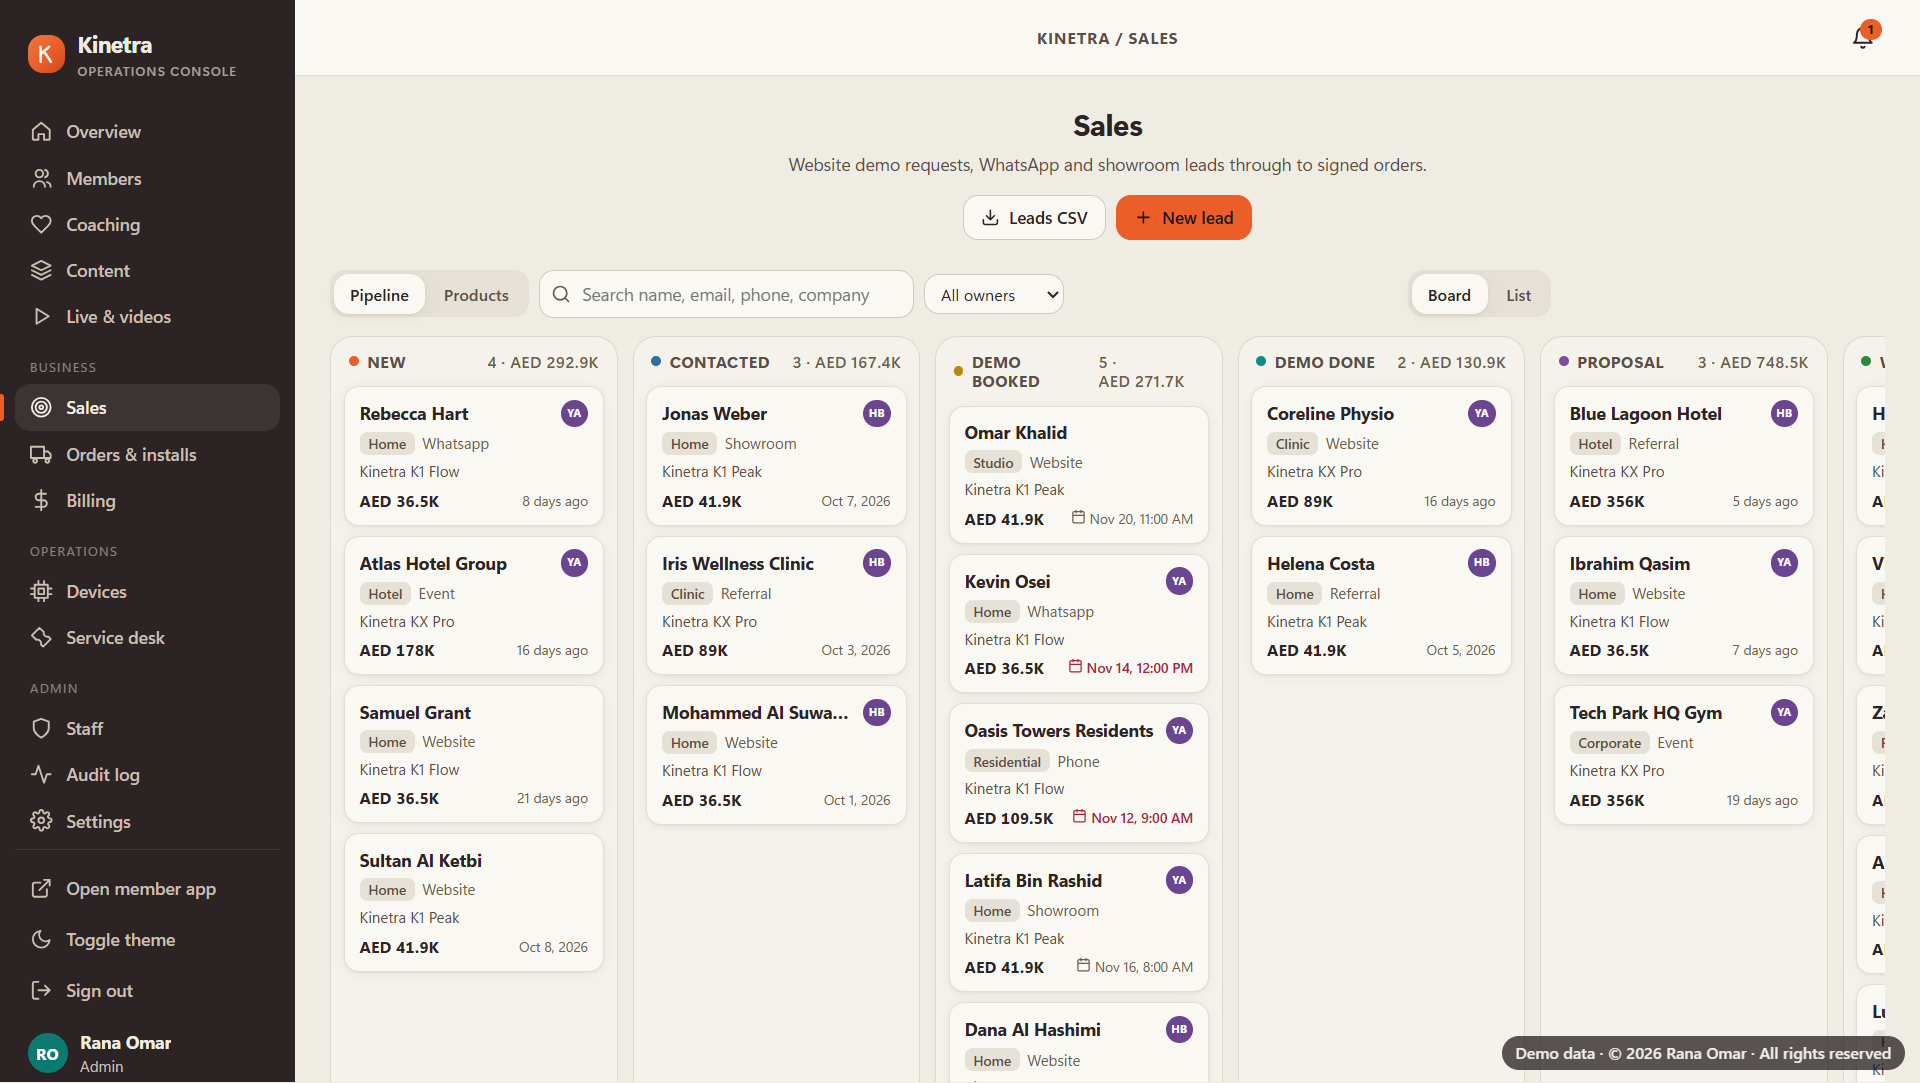 Kinetra
OPERATIONS CONSOLE
Overview
Members
Coaching
Content
Live & videos
BUSINESS
Sales
Orders & installs
Billing
OPERATIONS
Devices
Service desk
ADMIN
Staff
Audit log
Settings
Open member app
Toggle theme
Sign out
RO
Rana Omar
Admin
KINETRA / SALES
1
Sales
Website demo requests, WhatsApp and showroom leads through to signed orders.
Leads CSV
New lead
Pipeline
Products
Search name, email, phone, company
All owners
Board
List
NEW 4 · AED 292.9K
Rebecca Hart YA
Home Whatsapp
Kinetra K1 Flow
AED 36.5K 8 days ago
Atlas Hotel Group YA
Hotel Event
Kinetra KX Pro
AED 178K 16 days ago
Samuel Grant
Home Website
Kinetra K1 Flow
AED 36.5K 21 days ago
Sultan Al Ketbi
Home Website
Kinetra K1 Peak
AED 41.9K Oct 8, 2026
CONTACTED 3 · AED 167.4K
Jonas Weber HB
Home Showroom
Kinetra K1 Peak
AED 41.9K Oct 7, 2026
Iris Wellness Clinic HB
Clinic Referral
Kinetra KX Pro
AED 89K Oct 3, 2026
Mohammed Al Suwa... HB
Home Website
Kinetra K1 Flow
AED 36.5K Oct 1, 2026
DEMO BOOKED 5 · AED 271.7K
Omar Khalid
Studio Website
Kinetra K1 Peak
AED 41.9K Nov 20, 11:00 AM
Kevin Osei YA
Home Whatsapp
Kinetra K1 Flow
AED 36.5K Nov 14, 12:00 PM
Oasis Towers Residents YA
Residential Phone
Kinetra K1 Flow
AED 109.5K Nov 12, 9:00 AM
Latifa Bin Rashid YA
Home Showroom
Kinetra K1 Peak
AED 41.9K Nov 16, 8:00 AM
Dana Al Hashimi HB
Home Website
DEMO DONE 2 · AED 130.9K
Coreline Physio YA
Clinic Website
Kinetra KX Pro
AED 89K 16 days ago
Helena Costa HB
Home Referral
Kinetra K1 Peak
AED 41.9K Oct 5, 2026
PROPOSAL 3 · AED 748.5K
Blue Lagoon Hotel HB
Hotel Referral
Kinetra KX Pro
AED 356K 5 days ago
Ibrahim Qasim YA
Home Website
Kinetra K1 Flow
AED 36.5K 7 days ago
Tech Park HQ Gym YA
Corporate Event
Kinetra KX Pro
AED 356K 19 days ago
Demo data · © 2026 Rana Omar · All rights reserved